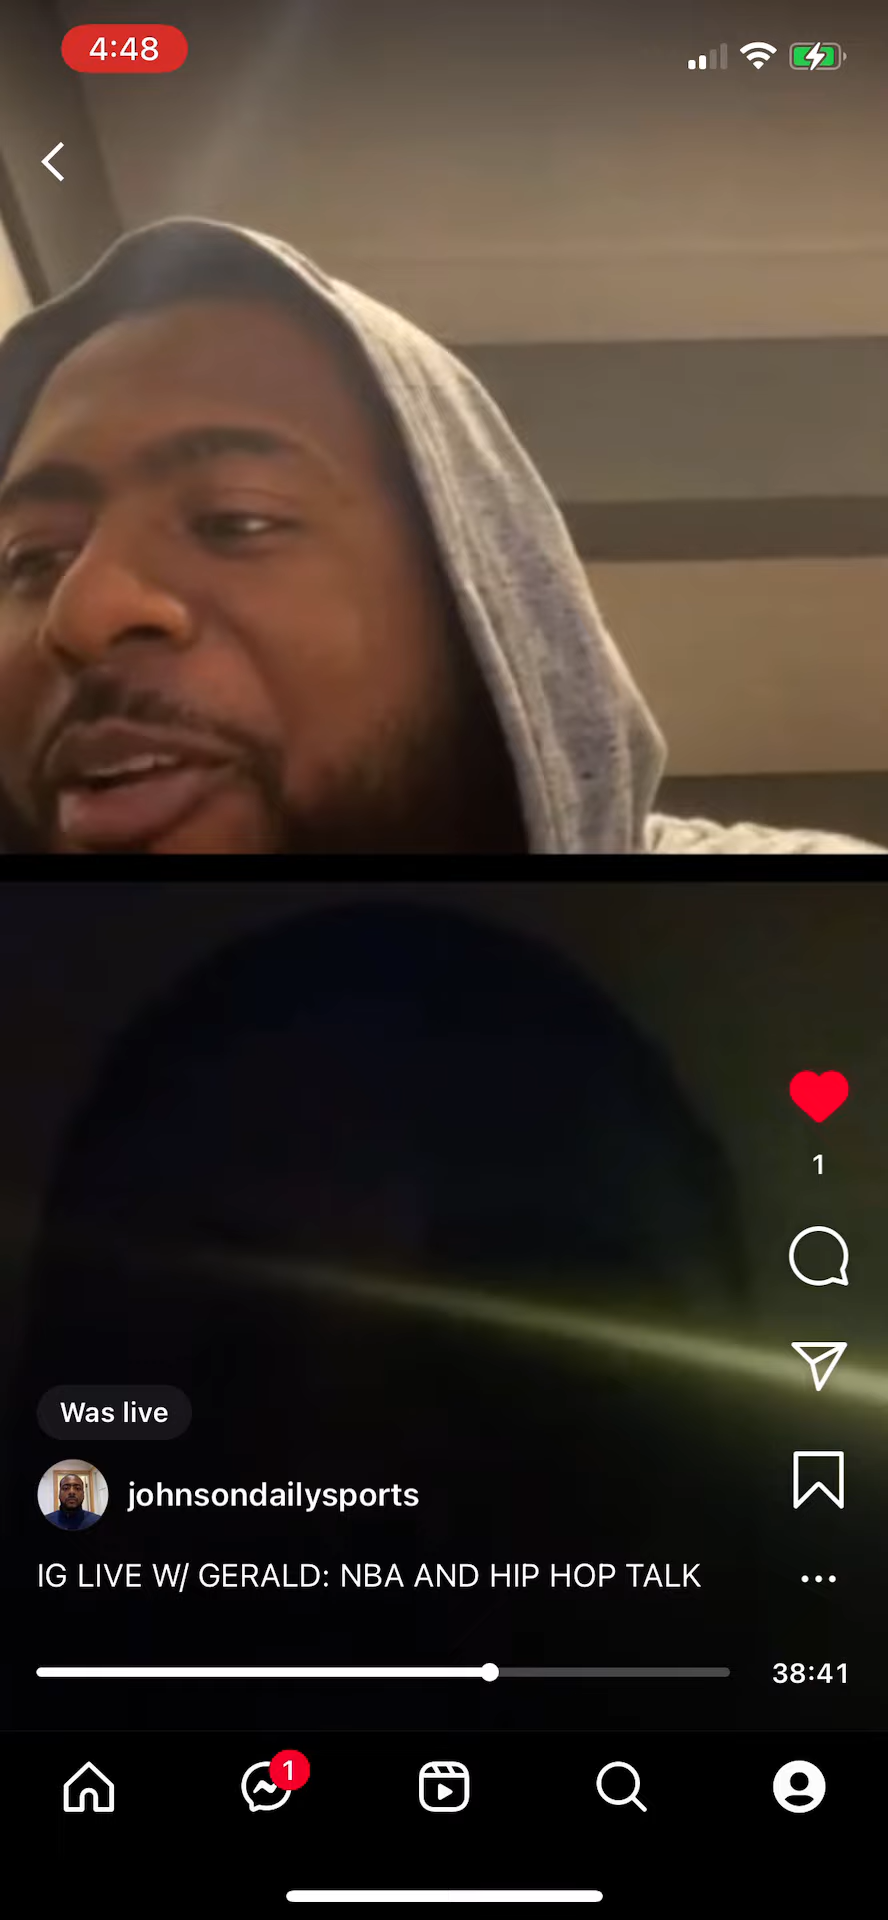 4:48
Was live
johnsondailysports
IG LIVE W/ GERALD: NBA AND HIP HOP TALK
38:41
1
1